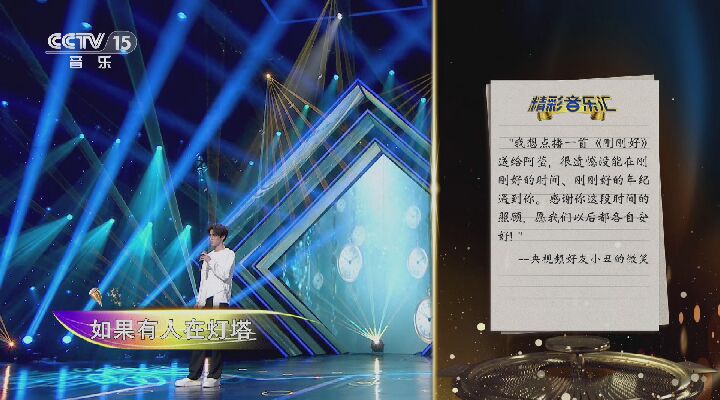 CCTV 15
音乐
精彩音乐汇
"我想点播一首《刚刚好》
送给阿莹，很遗憾没能在刚
刚好的时间、刚刚好的年纪
遇到你。感谢你这段时间的
照顾，愿我们以后都各自安
好！"
--央视频好友小丑的微笑
如果有人在灯塔